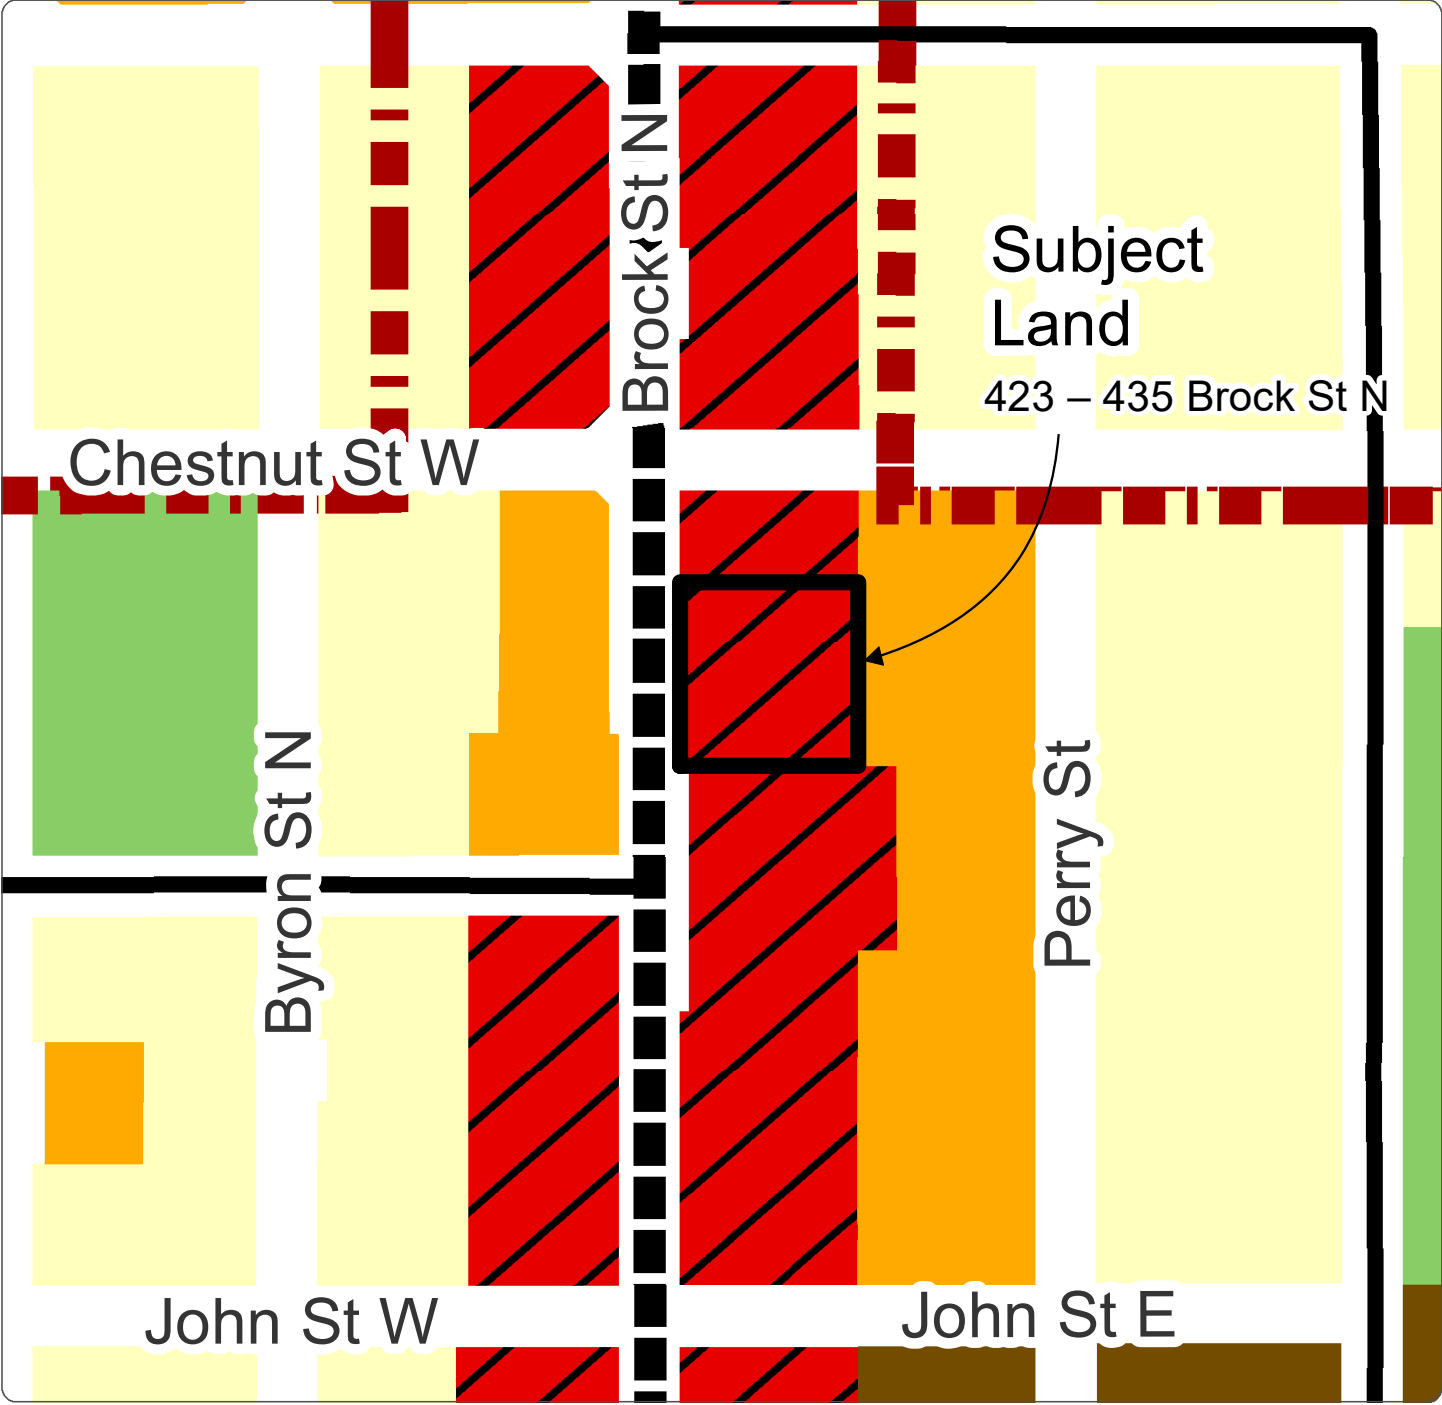 Brock St N
Subject
Land
423 – 435 Brock St N
Chestnut St W
Byron St N
Perry St
John St W
John St E